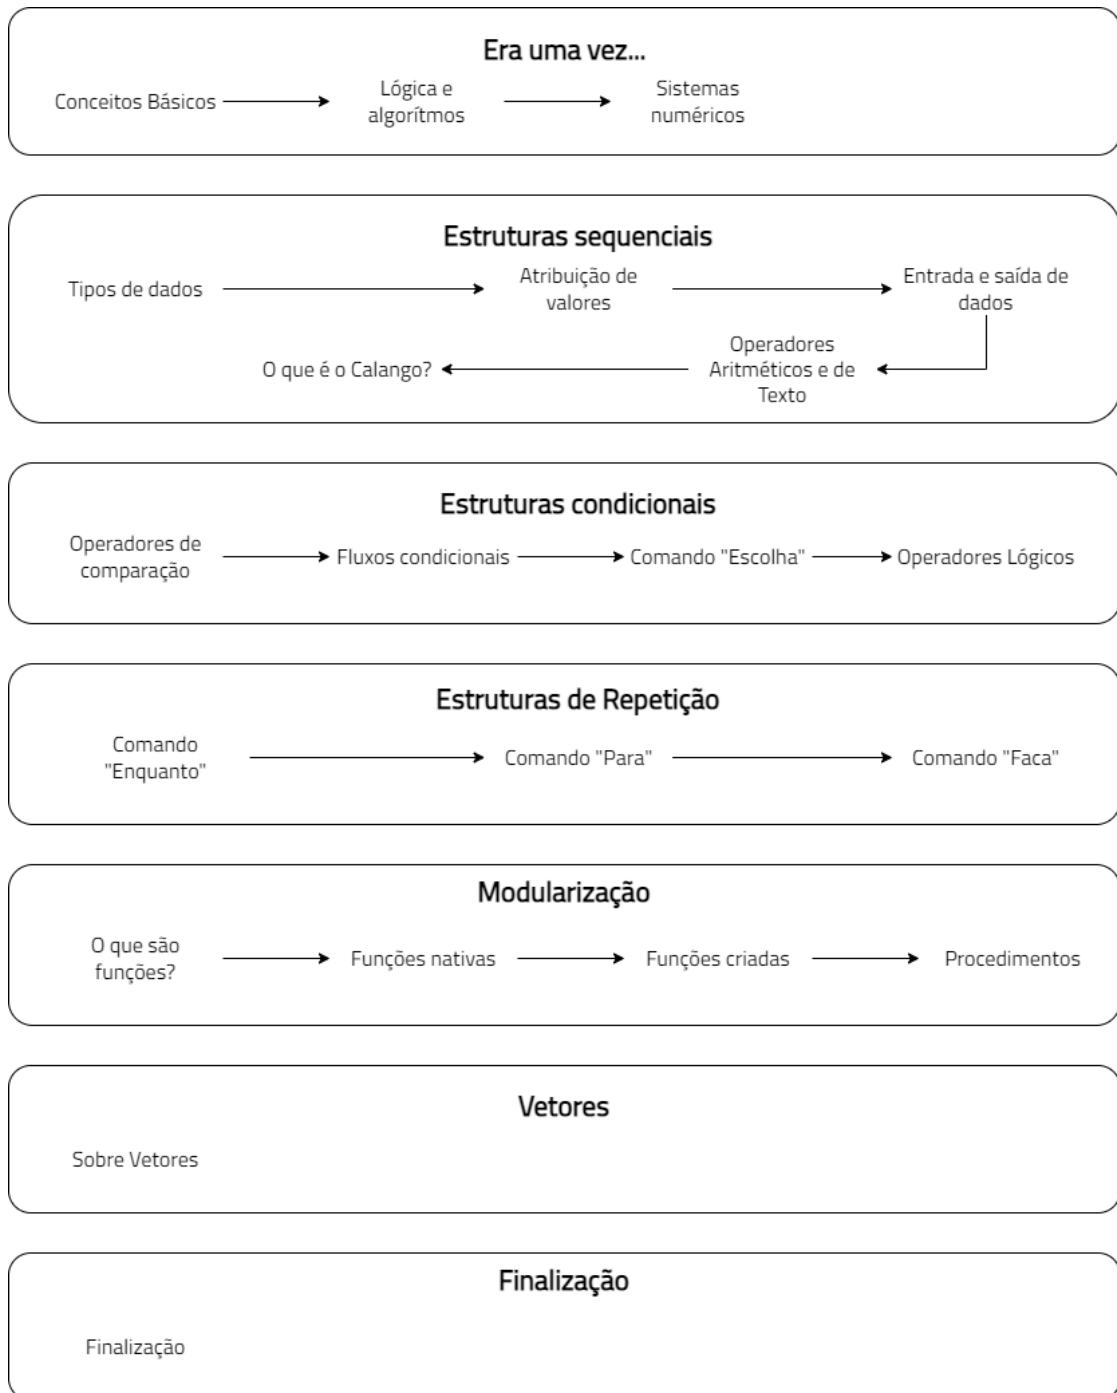 Era uma vez...
Conceitos Básicos
Lógica e
algorítmos
Sistemas
numéricos
Estruturas sequenciais
Tipos de dados
Atribuição de
valores
Entrada e saída de
dados
Operadores
Aritméticos e de
Texto
O que é o Calango?
Estruturas condicionais
Operadores de
comparação
Fluxos condicionais
Comando "Escolha"
Operadores Lógicos
Estruturas de Repetição
Comando
"Enquanto"
Comando "Para"
Comando "Faca"
Modularização
O que são
funções?
Funções nativas
Funções criadas
Procedimentos
Vetores
Sobre Vetores
Finalização
Finalização